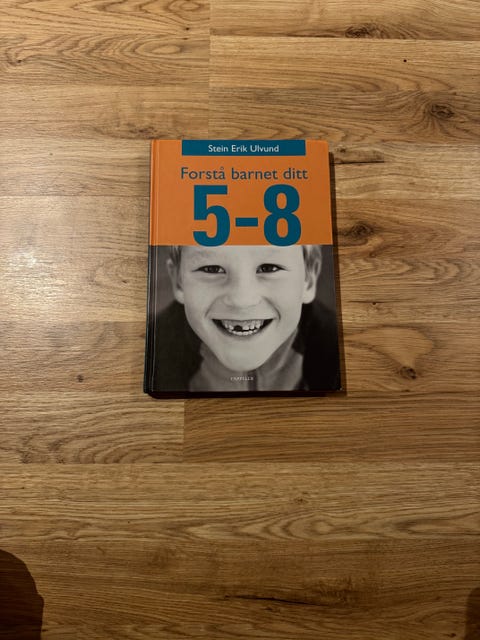 Stein Erik Ulvund
Forstå barnet ditt
5-8
CAPPELEN